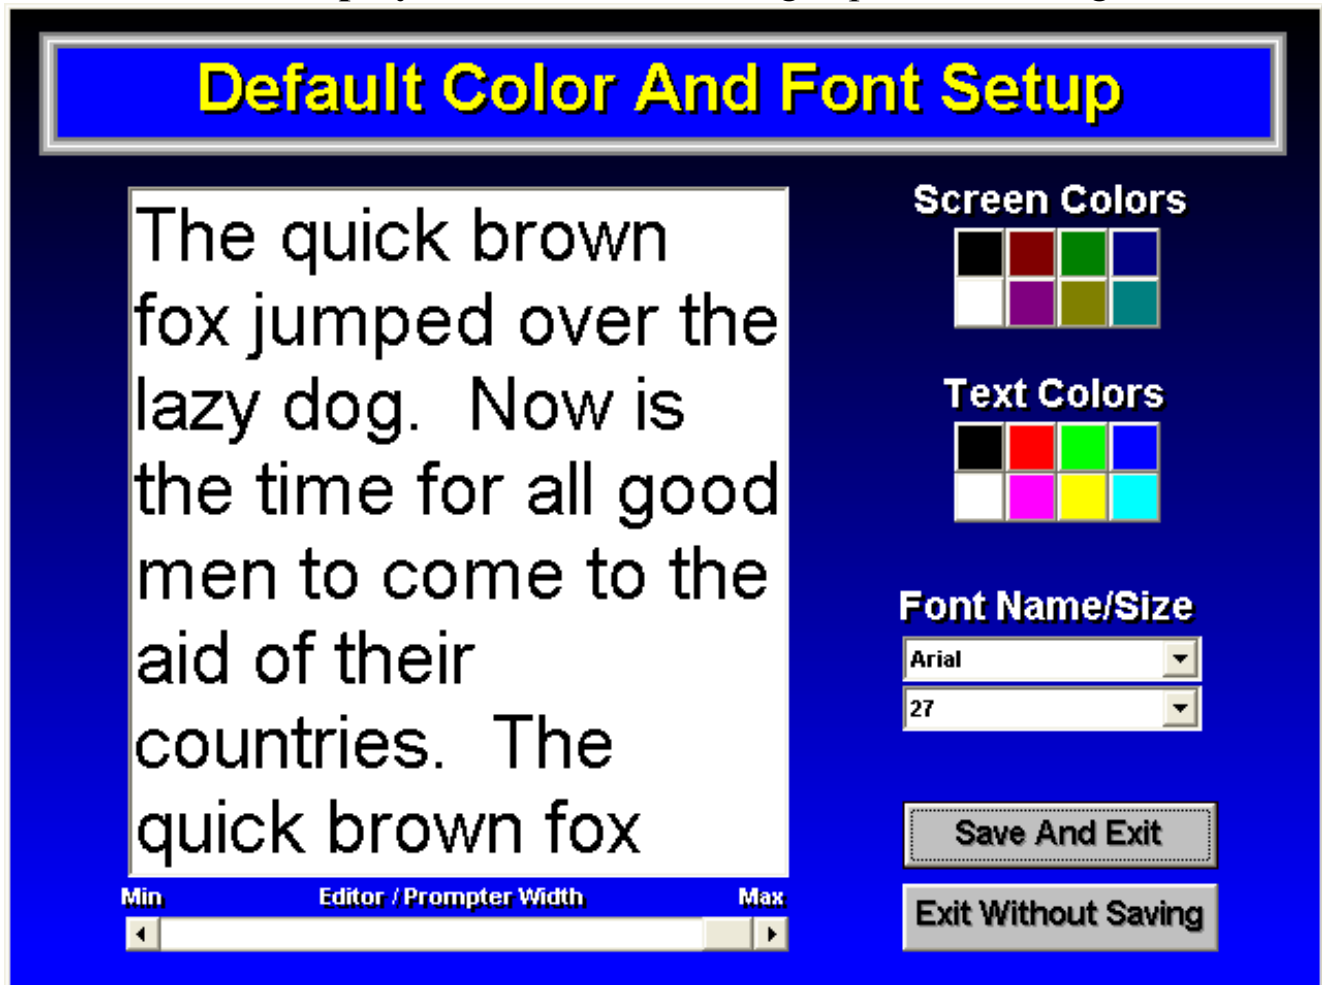 Default Color And Font Setup
The quick brown
fox jumped over the
lazy dog.  Now is
the time for all good
men to come to the
aid of their
countries.  The
quick brown fox
Min Editor / Prompter Width Max
Screen Colors
Text Colors
Font Name/Size
Arial
27
Save And Exit
Exit Without Saving